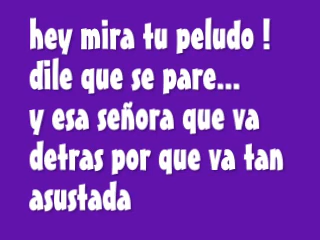 hey mira tu peludo !
dile que se pare...
y esa señora que va
detras por que va tan
asustada